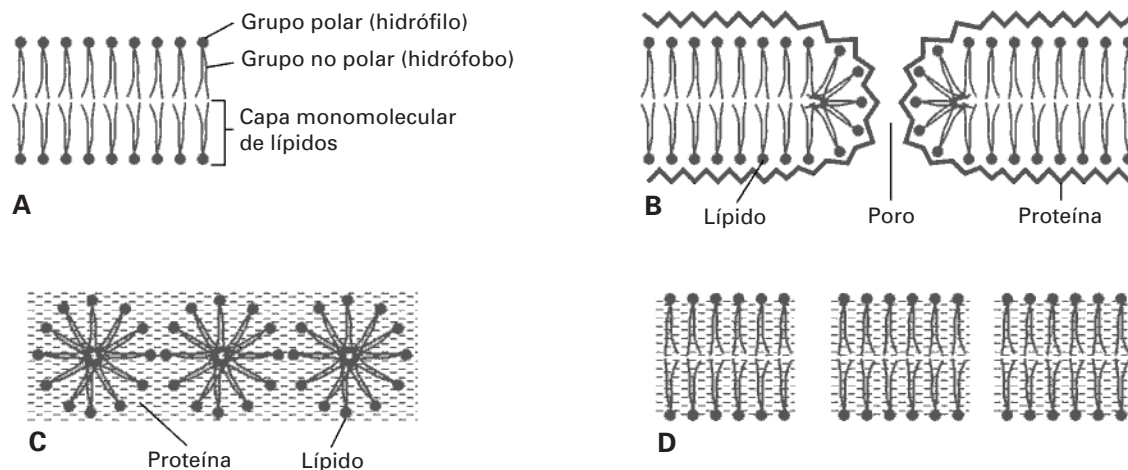 Grupo polar (hidrófilo)
Grupo no polar (hidrófobo)
Capa monomolecular
de lípidos
A
Lípido
Poro
Proteína
B
Proteína
Lípido
C
D